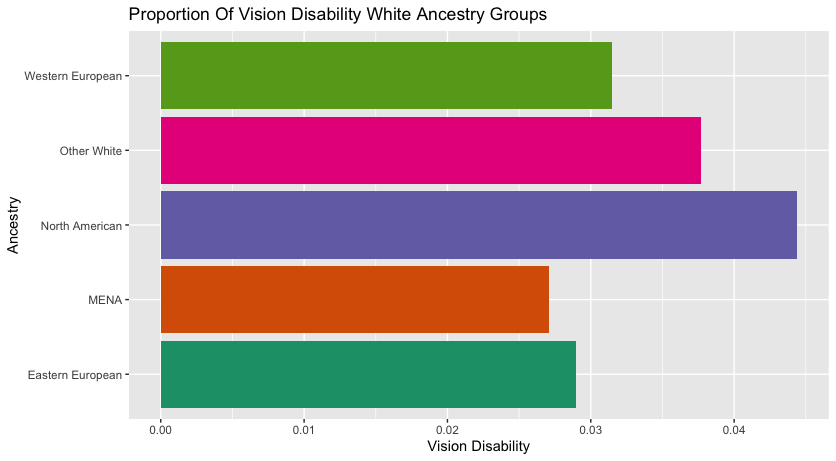 Proportion Of Vision Disability White Ancestry Groups
Ancestry
Western European
Other White
North American
MENA
Eastern European
0.00 0.01 0.02 0.03 0.04
Vision Disability